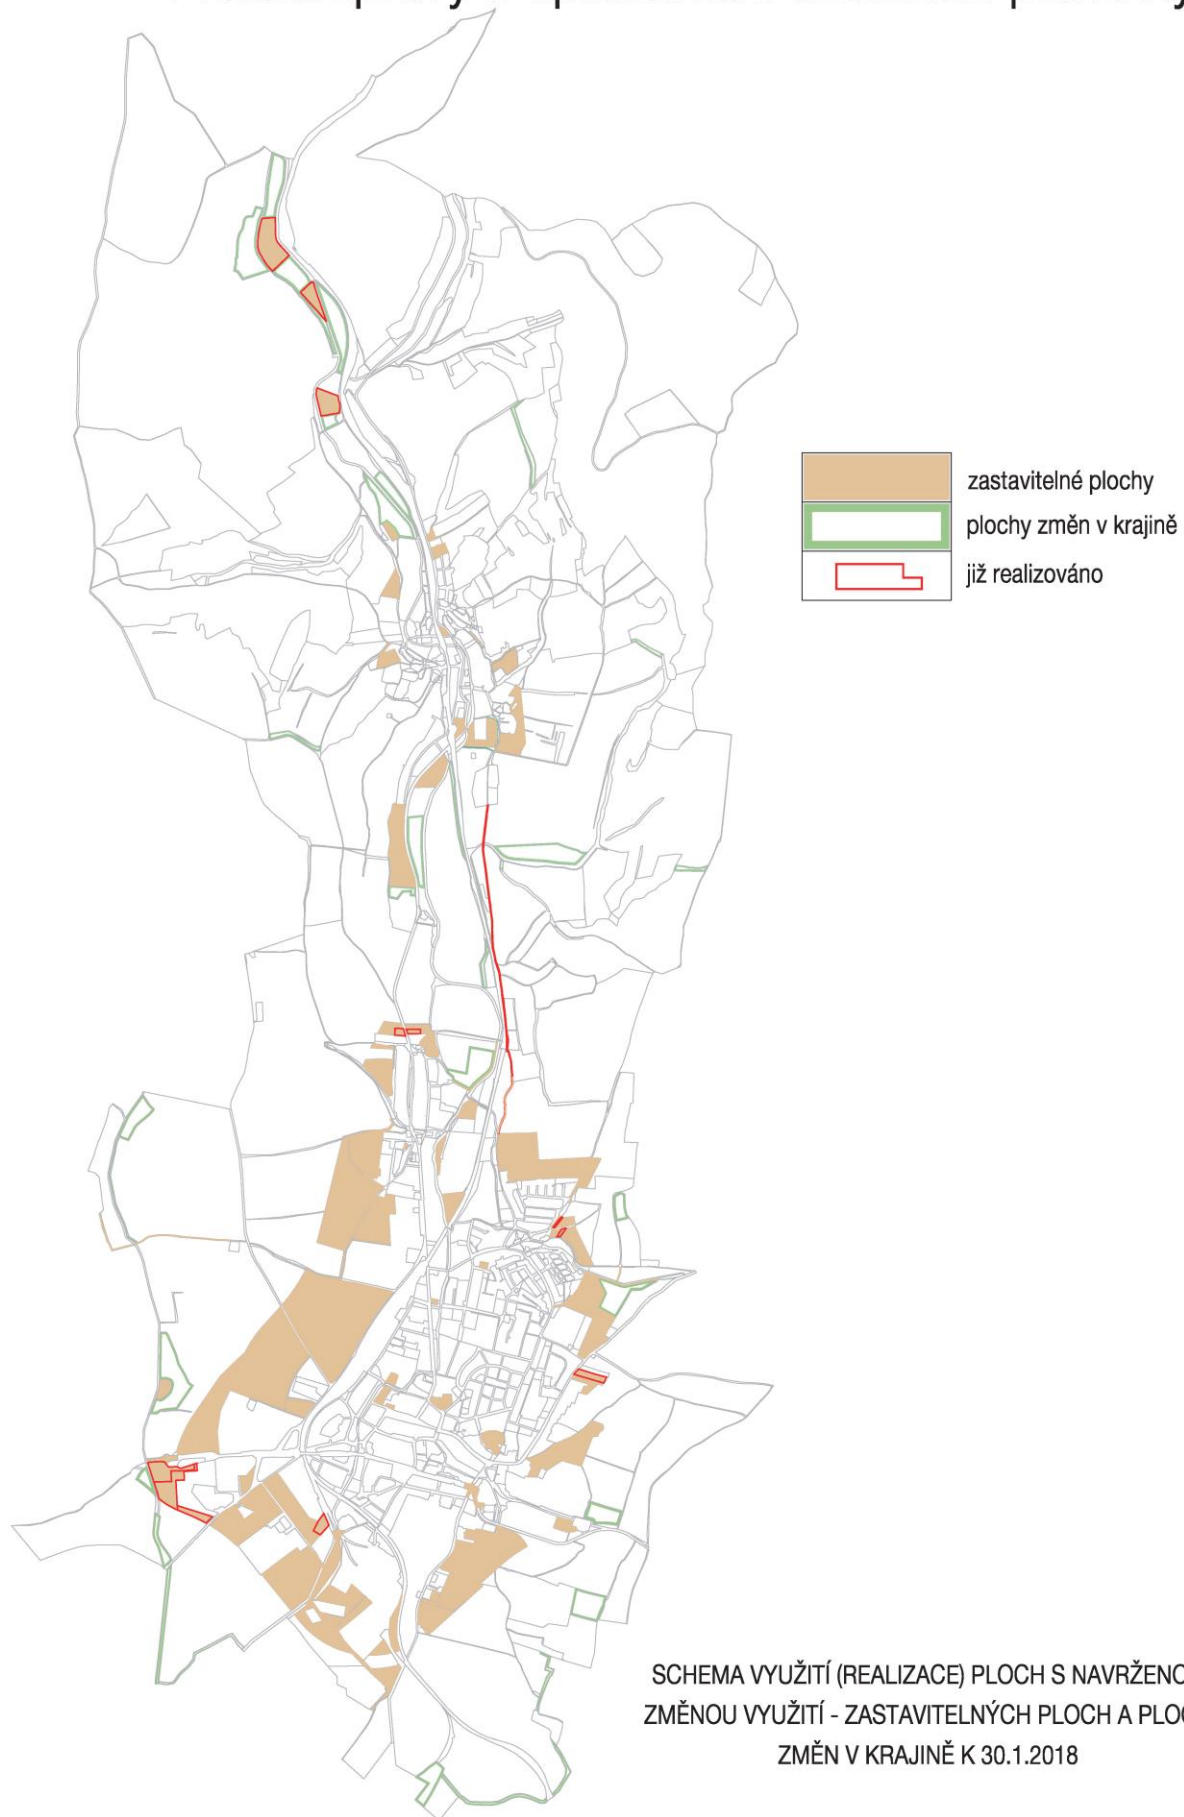 zastavitelné plochy
plochy změn v krajině
již realizováno
SCHEMA VYUŽITÍ (REALIZACE) PLOCH S NAVRŽENO
ZMĚNOU VYUŽITÍ - ZASTAVITELNÝCH PLOCH A PLOC
ZMĚN V KRAJINĚ K 30.1.2018